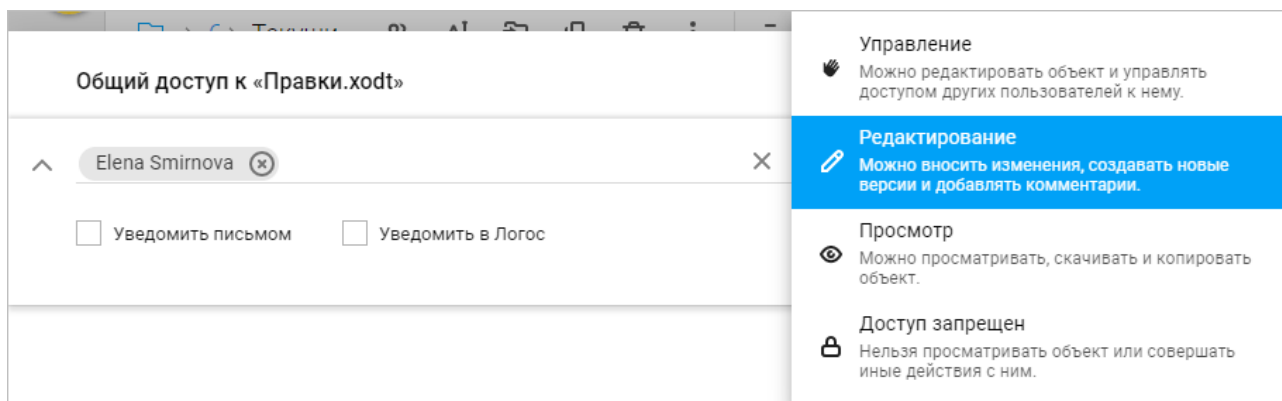 Общий доступ к «Правки.xodt»
Elena Smirnova
Уведомить письмом
Уведомить в Логос
Управление
Можно редактировать объект и управлять
доступом других пользователей к нему.
Редактирование
Можно вносить изменения, создавать новые
версии и добавлять комментарии.
Просмотр
Можно просматривать, скачивать и копировать
объект.
Доступ запрещен
Нельзя просматривать объект или совершать
иные действия с ним.